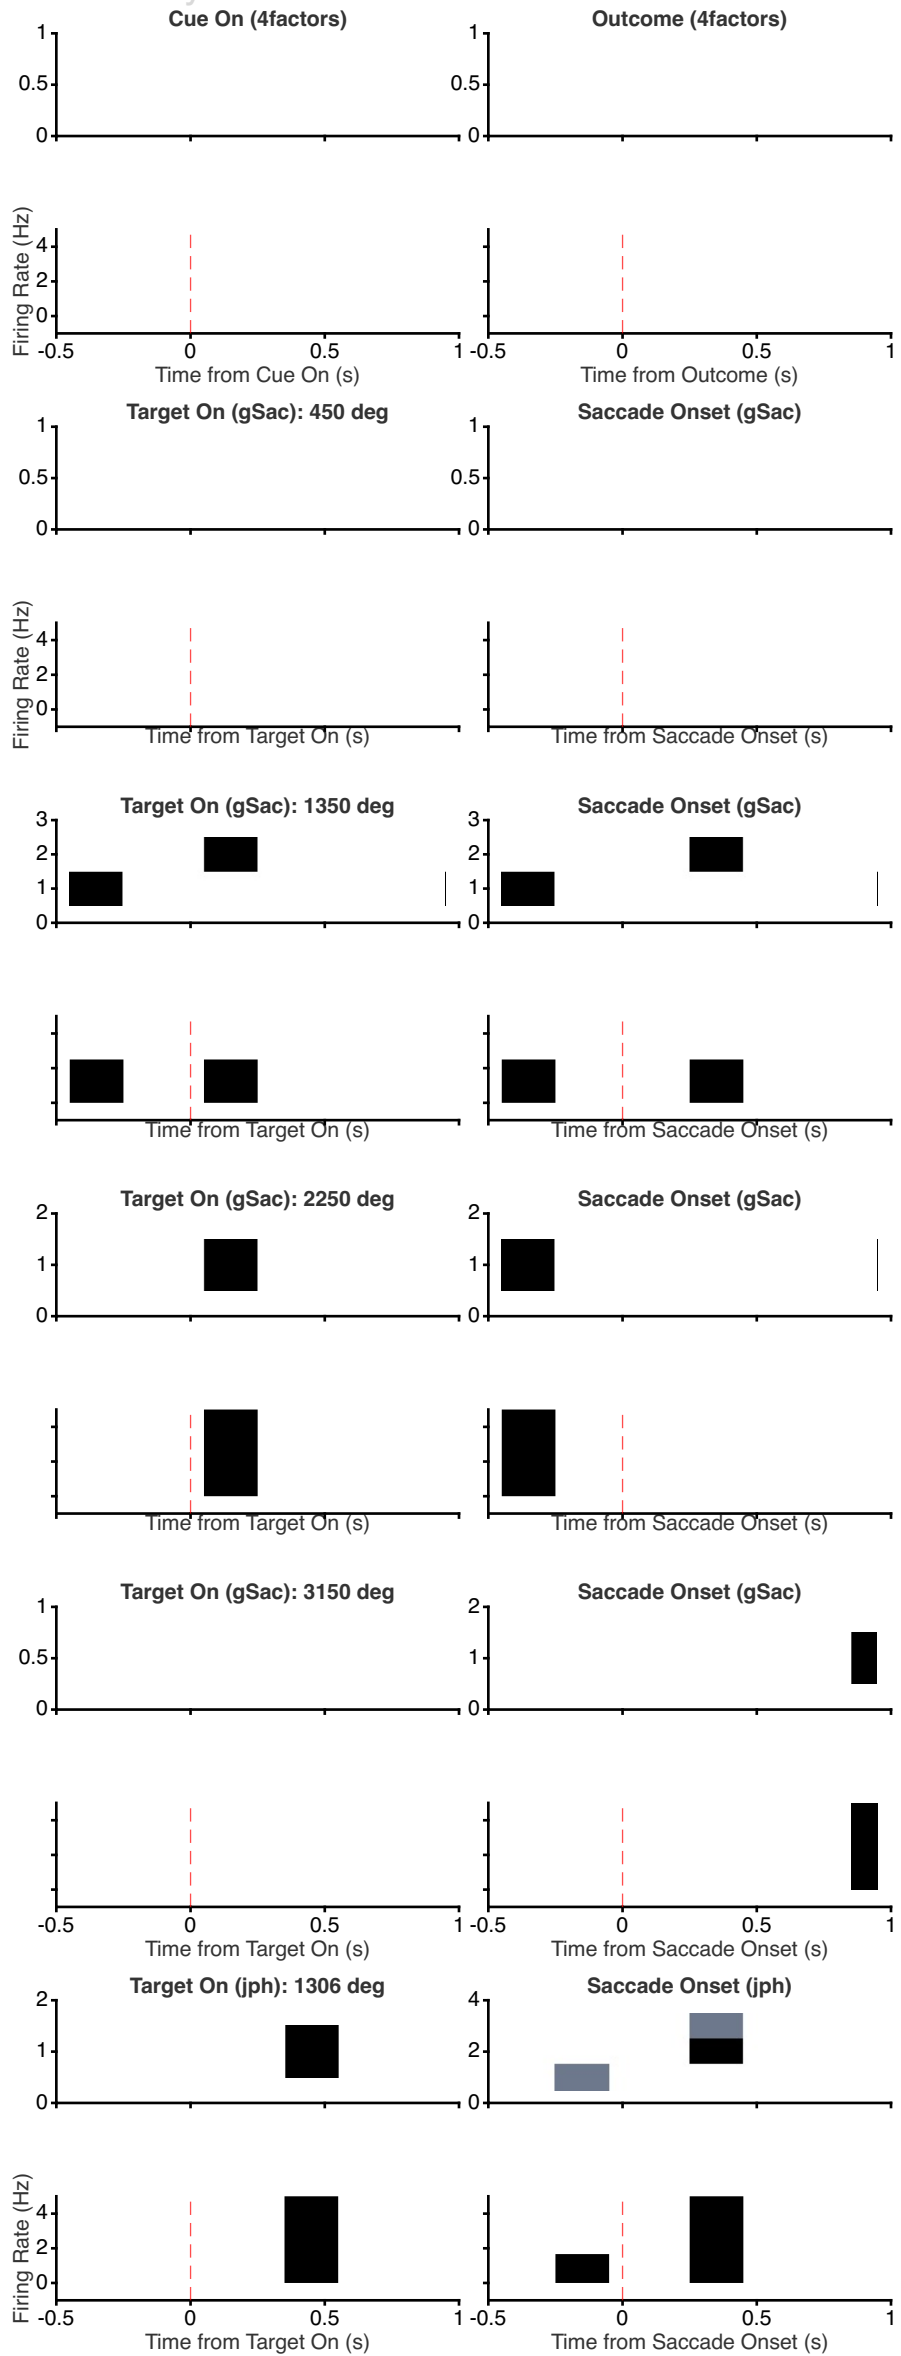 Cue On (4factors) Outcome (4factors)
1 1
0.5 0.5
0 0
Firing Rate (Hz)
4
2
0
-0.5 0 0.5 1 -0.5 0 0.5 1
Time from Cue On (s) Time from Outcome (s)
Target On (gSac): 450 deg Saccade Onset (gSac)
1 1
0.5 0.5
0 0
Firing Rate (Hz)
4
2
0
Time from Target On (s) Time from Saccade Onset (s)
Target On (gSac): 1350 deg Saccade Onset (gSac)
3 3
2 2
1 1
0 0
Time from Target On (s) Time from Saccade Onset (s)
Target On (gSac): 2250 deg Saccade Onset (gSac)
2 2
1 1
0 0
Time from Target On (s) Time from Saccade Onset (s)
Target On (gSac): 3150 deg Saccade Onset (gSac)
1 2
0.5 1
0 0
-0.5 0 0.5 1 -0.5 0 0.5 1
Time from Target On (s) Time from Saccade Onset (s)
Target On (jph): 1306 deg Saccade Onset (jph)
2 4
1 2
0 0
Firing Rate (Hz)
4
2
0
-0.5 0 0.5 1 -0.5 0 0.5 1
Time from Target On (s) Time from Saccade Onset (s)